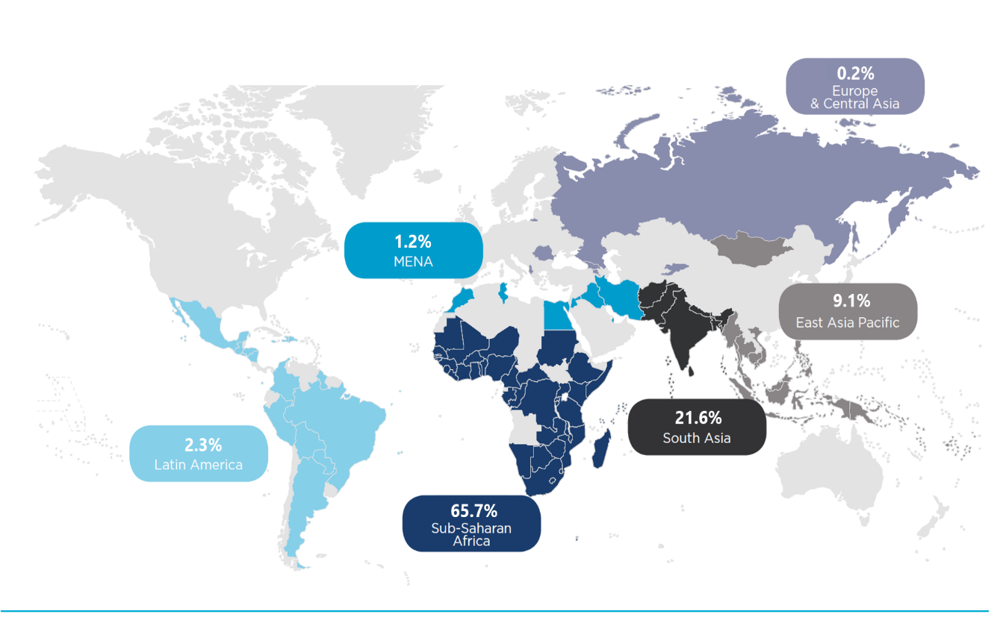 0.2%
Europe
& Central Asia
1.2%
MENA
9.1%
East Asia Pacific
21.6%
South Asia
2.3%
Latin America
65.7%
Sub-Saharan
Africa